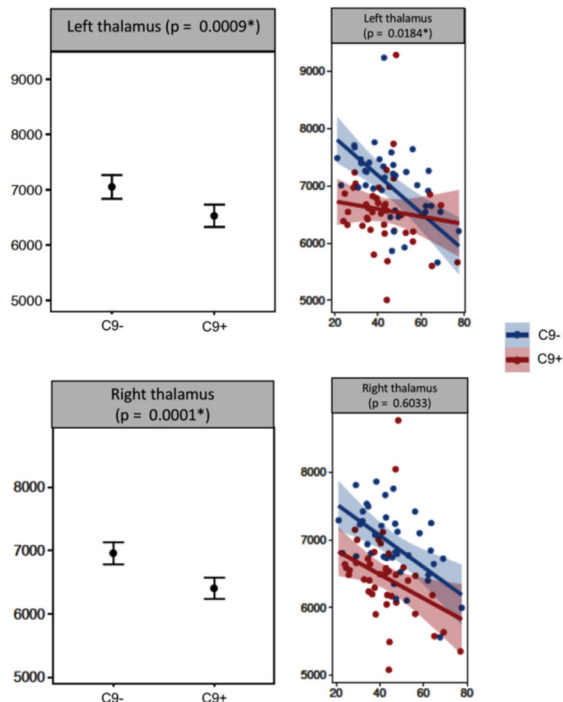 Left thalamus (p = 0.0009*)
9000
8000
7000
6000
5000
C9-
C9+
Left thalamus
(p = 0.0184*)
9000
8000
7000
6000
5000
20
40
60
80
C9-
C9+
Right thalamus
(p = 0.0001*)
8000
7000
6000
5000
C9-
C9+
Right thalamus
(p = 0.6033)
8000
7000
6000
5000
20
40
60
80